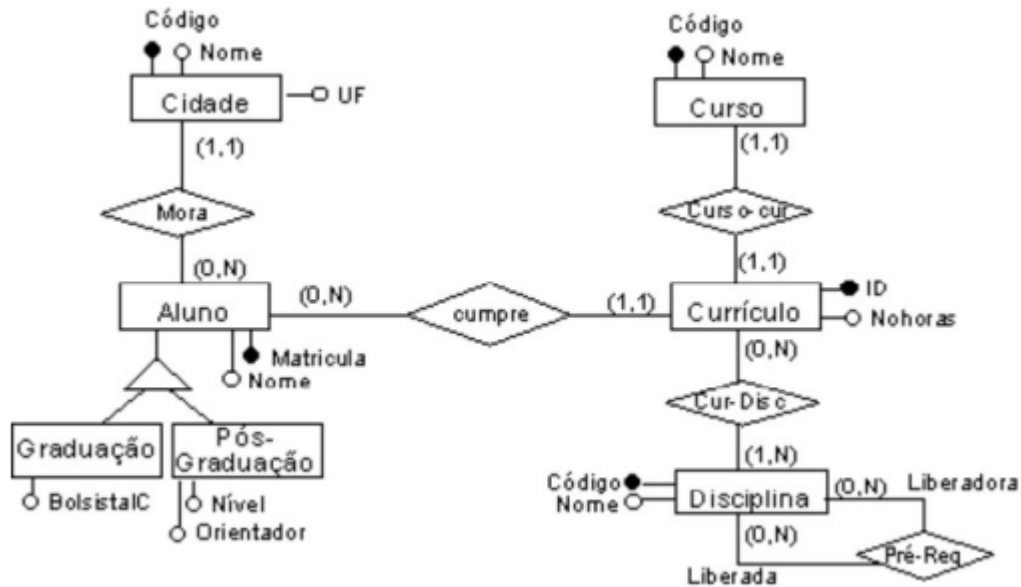 Código
Nome
Cidade
UF
(1,1)
Mora
(0,N)
Aluno
(0,N)
cumpre
(1,1)
Matricula
Nome
Graduação
BolsistaIC
Pós-
Graduação
Nível
Orientador
Código
Nome
Curso
(1,1)
Curso-cur
(1,1)
Currículo
ID
Nohoras
(0,N)
Cur-Disc
(1,N)
Código
Nome
Disciplina
(0,N)
Liberadora
(0,N)
Pré-Req
Liberada